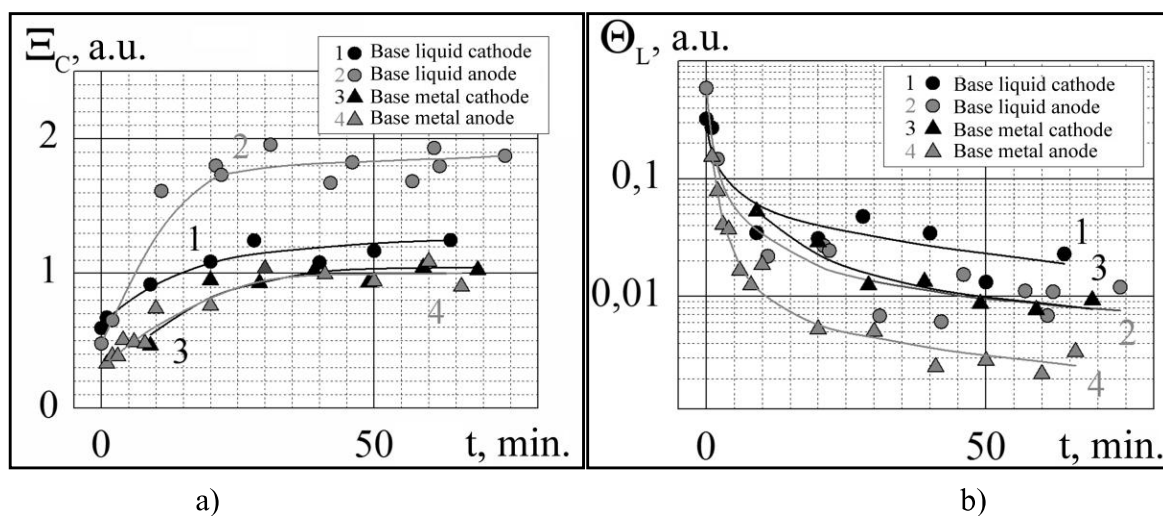 Ξ_C, a.u.
1 Base liquid cathode
2 Base liquid anode
3 Base metal cathode
4 Base metal anode
2
2
1
1
3
4
0
0
50
t, min.
a)
Θ_L, a.u.
1 Base liquid cathode
2 Base liquid anode
3 Base metal cathode
4 Base metal anode
0,1
0,01
1
3
2
4
0
50
t, min.
b)